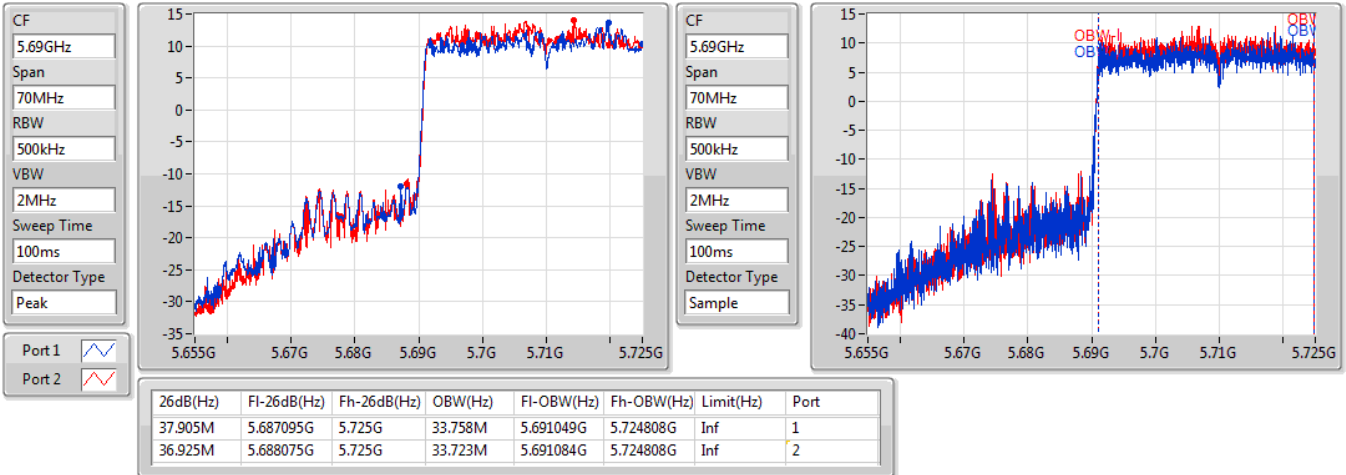 CF
5.69GHz
Span
70MHz
RBW
500kHz
VBW
2MHz
Sweep Time
100ms
Detector Type
Peak
Port 1
Port 2
15
10
5
0
-5
-10
-15
-20
-25
-30
-35
5.655G 5.67G 5.68G 5.69G 5.7G 5.71G 5.725G
CF
5.69GHz
Span
70MHz
RBW
500kHz
VBW
2MHz
Sweep Time
100ms
Detector Type
Sample
15
10
5
0
-5
-10
-15
-20
-25
-30
-35
-40
OBW-l
OB
OBW
OBW
5.655G 5.67G 5.68G 5.69G 5.7G 5.71G 5.725G
26dB(Hz) Fl-26dB(Hz) Fh-26dB(Hz) OBW(Hz) Fl-OBW(Hz) Fh-OBW(Hz) Limit(Hz) Port
37.905M 5.687095G 5.725G 33.758M 5.691049G 5.724808G Inf 1
36.925M 5.688075G 5.725G 33.723M 5.691084G 5.724808G Inf 2